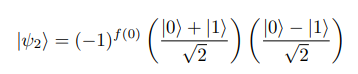 |ψ₂⟩ = (−1)^{f(0)} ( (|0⟩ + |1⟩)/√2 ) ( (|0⟩ − |1⟩)/√2 )